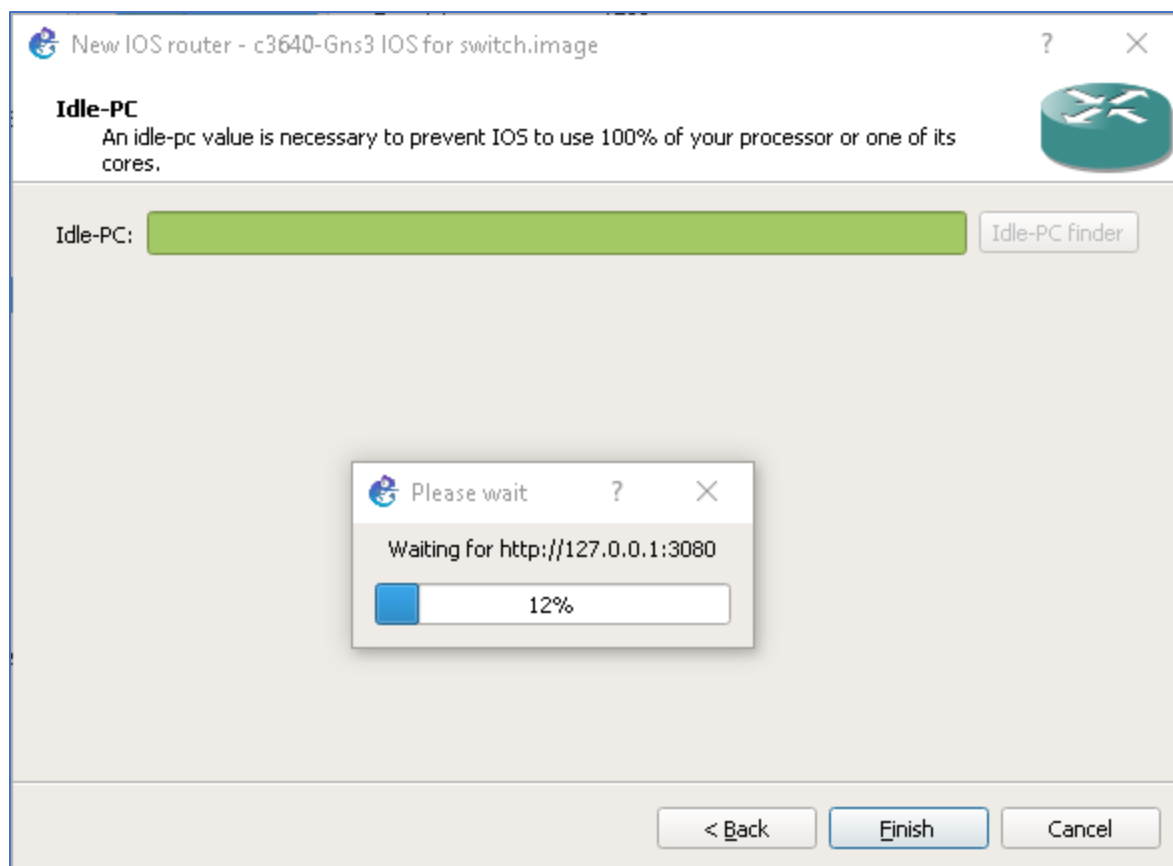 New IOS router - c3640-Gns3 IOS for switch.image
?
Idle-PC
An idle-pc value is necessary to prevent IOS to use 100% of your processor or one of its
cores.
Idle-PC:
Idle-PC finder
Please wait
?
Waiting for http://127.0.0.1:3080
12%
< Back
Finish
Cancel